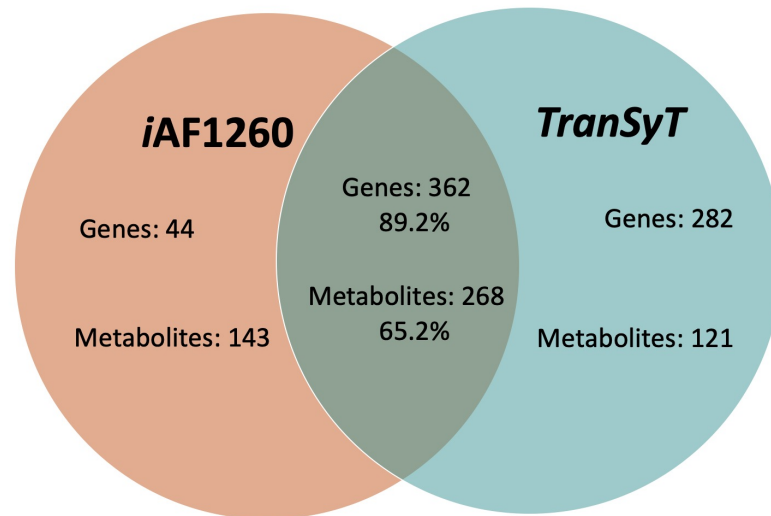 iAF1260
Genes: 44
Metabolites: 143
Genes: 362
89.2%
Metabolites: 268
65.2%
TranSyT
Genes: 282
Metabolites: 121